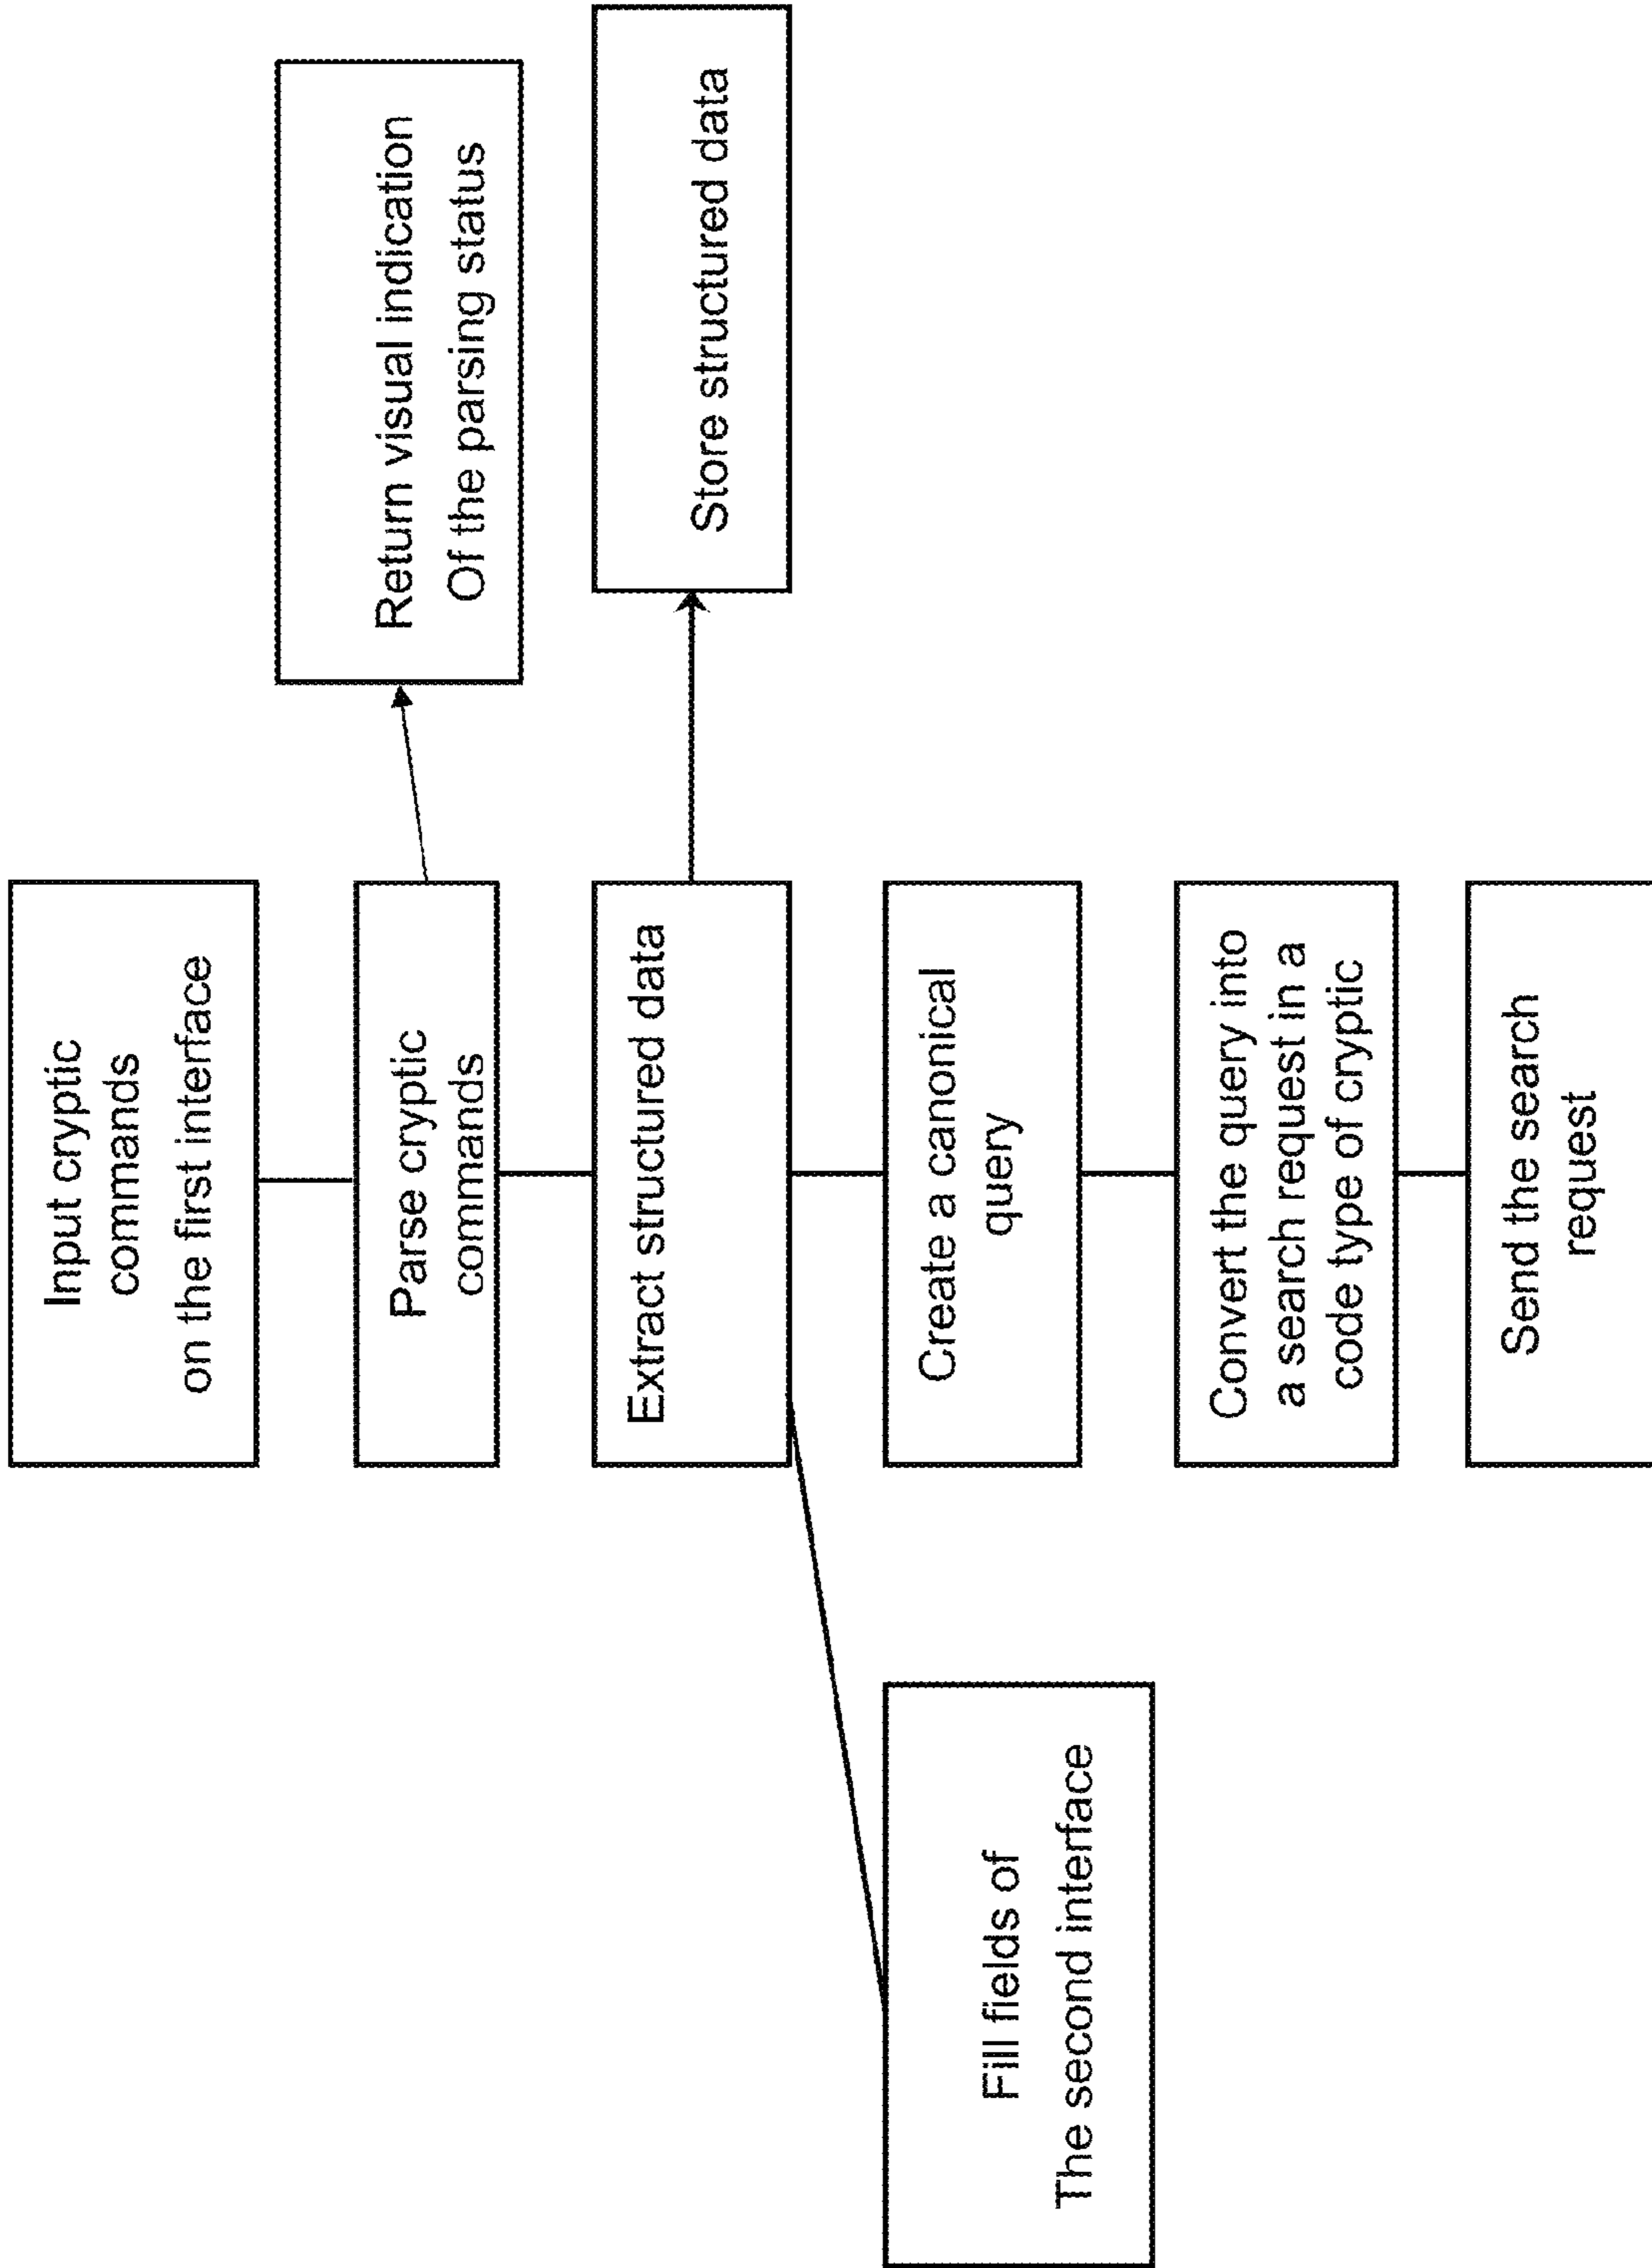 Input cryptic
commands
on the first interface
Parse cryptic
commands
Return visual indication
Of the parsing status
Extract structured data
Store structured data
Fill fields of
The second interface
Create a canonical
query
Convert the query into
a search request in a
code type of cryptic
Send the search
request